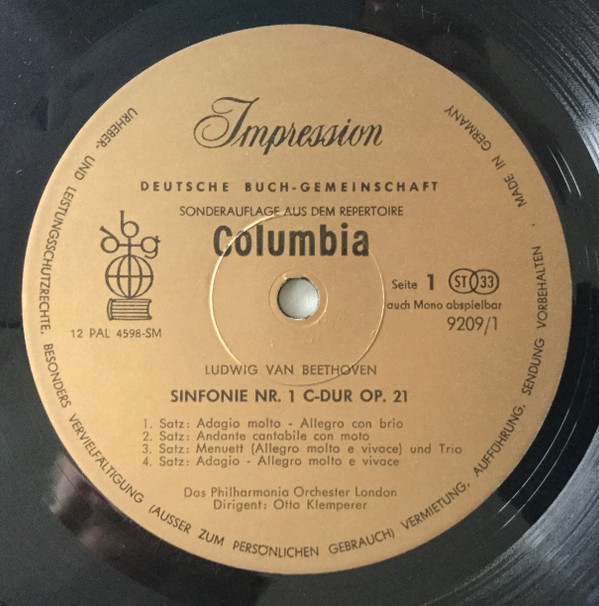 Impression
DEUTSCHE BUCH-GEMEINSCHAFT
SONDERAUFLAGE AUS DEM REPERTOIRE
Columbia
dbg
Seite 1 ST 33
auch Mono abspielbar
12 PAL 4598-SM
9209/1
LUDWIG VAN BEETHOVEN
SINFONIE NR. 1 C-DUR OP. 21
1. Satz: Adagio molto - Allegro con brio
2. Satz: Andante cantabile con moto
3. Satz: Menuett (Allegro molto e vivace) und Trio
4. Satz: Adagio - Allegro molto e vivace
Das Philharmonia Orchester London
Dirigent: Otto Klemperer
URHEBER- UND LEISTUNGSSCHUTZRECHTE, BESONDERS VERVIELFÄLTIGUNG (AUSSER ZUM PERSÖNLICHEN GEBRAUCH) VERMIETUNG, AUFFÜHRUNG, SENDUNG VORBEHALTEN · MADE IN GERMANY